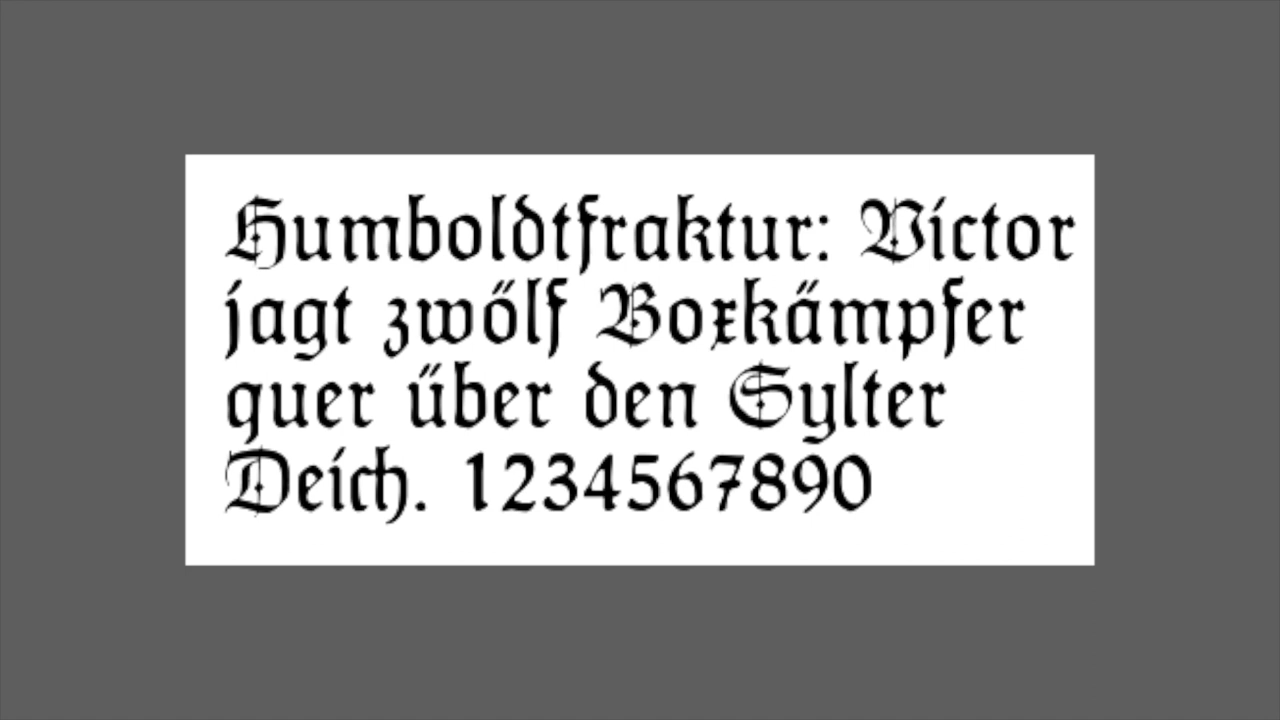 Humboldtfraktur: Victor
jagt zwölf Boxkämpfer
quer über den Sylter
Deich. 1234567890